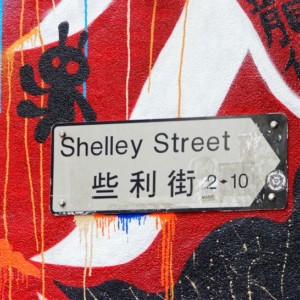 Shelley Street
些利街 2→10